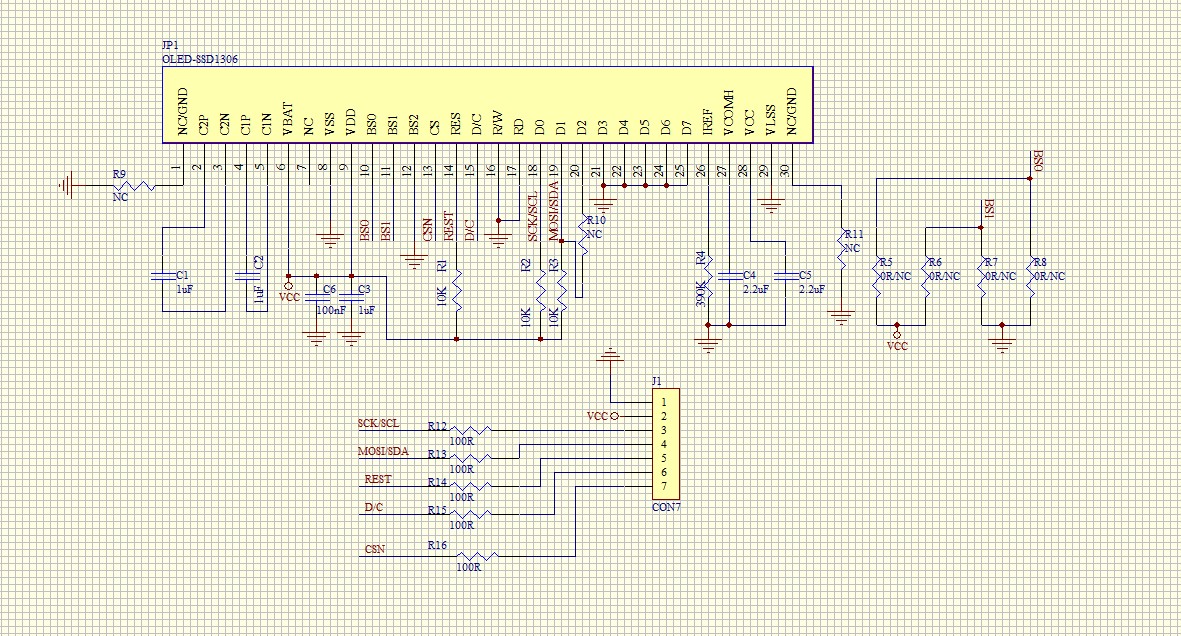 JP1
OLED-SSD1306
NC/GND
C2P
C2N
C1P
C1N
VBAT
NC
VSS
VDD
BS0
BS1
BS2
CS
RES
D/C
R/W
RD
D0
D1
D2
D3
D4
D5
D6
D7
IREF
VCOMH
VCC
VLSS
NC/GND
1
2
3
4
5
6
7
8
9
10
11
12
13
14
15
16
17
18
19
20
21
22
23
24
25
26
27
28
29
30
R9
NC
BS0
BS1
CSN
REST
D/C
SCK/SCL
MOSI/SDA
R10
NC
R11
NC
BS0
BS1
C1
1uF
C2
1uF
VCC
C6
100nF
C3
1uF
R1
10K
R2
10K
R3
10K
R4
390K
C4
2.2uF
C5
2.2uF
R5
0R/NC
R6
0R/NC
R7
0R/NC
R8
0R/NC
VCC
J1
1
VCC
2
SCK/SCL
R12
100R
3
MOSI/SDA
R13
100R
4
REST
R14
100R
5
D/C
R15
100R
6
CSN
R16
100R
7
CON7